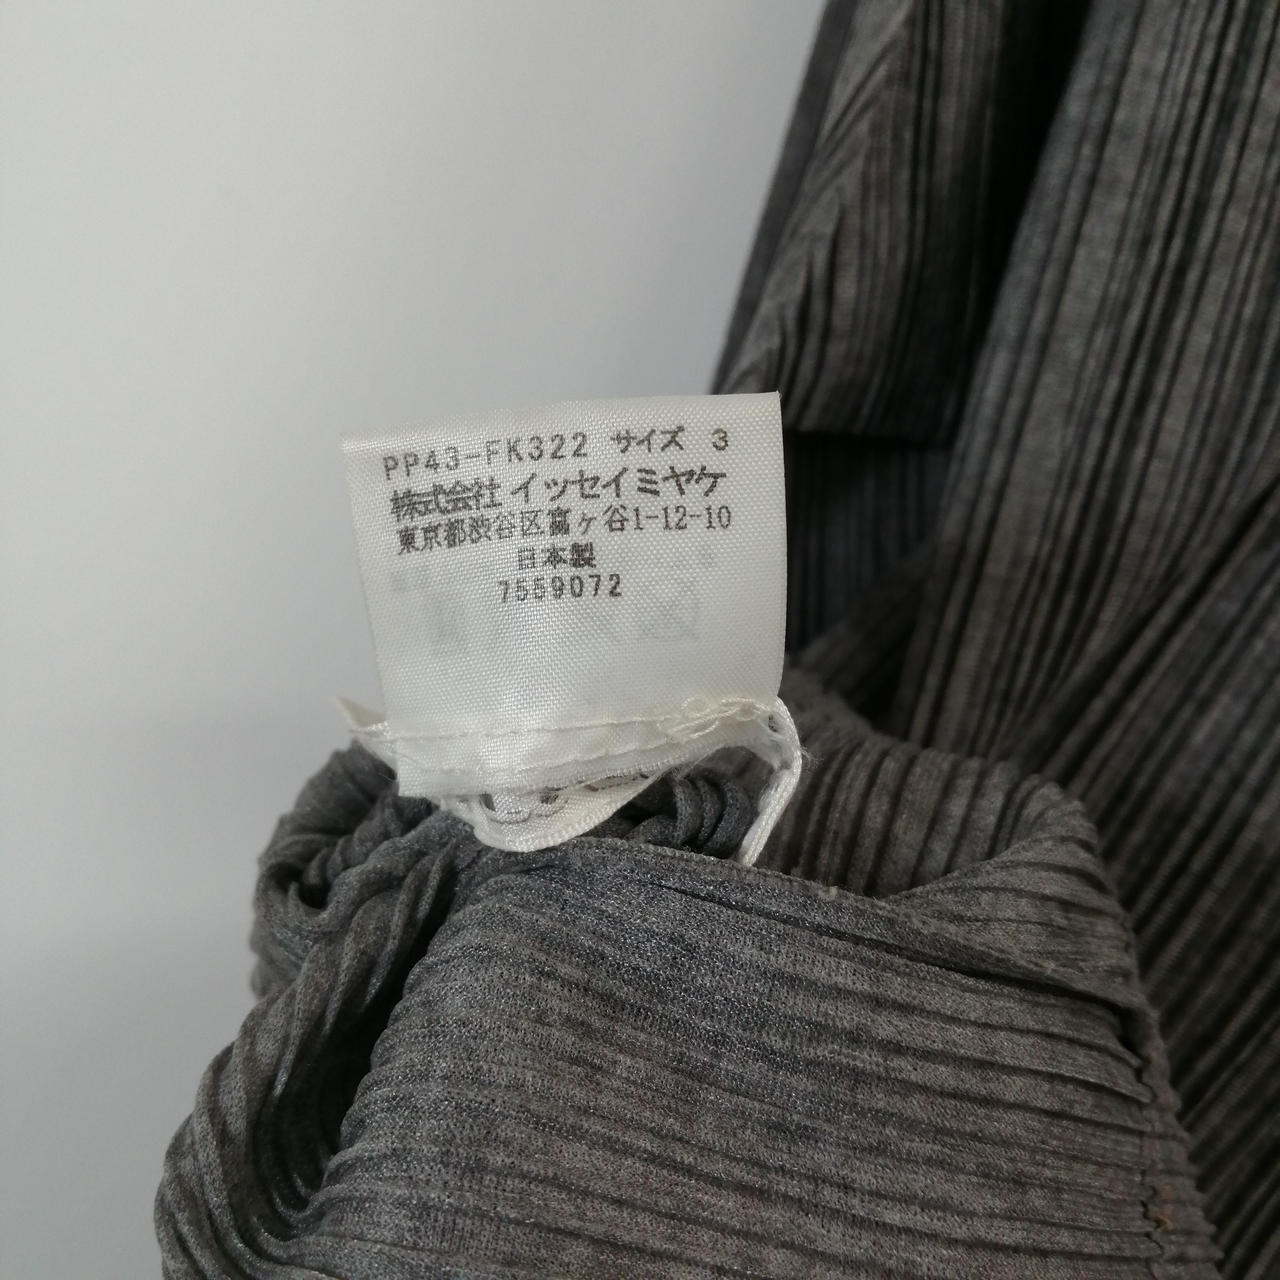 PP43-FK322 サイズ 3
株式会社 イッセイミヤケ
東京都渋谷区富ヶ谷1-12-10
日本製
7559072